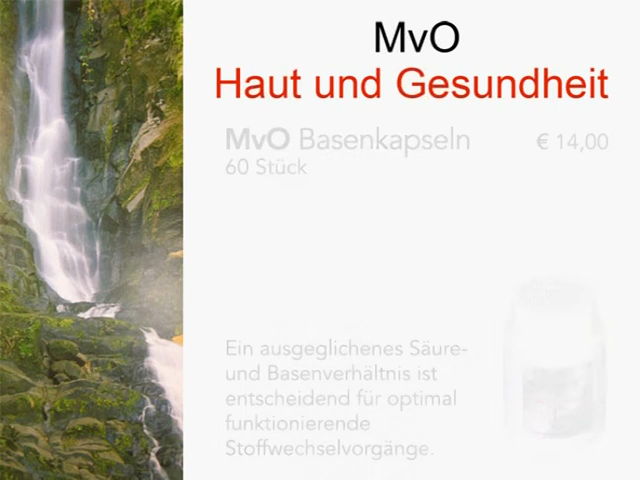 MvO
Haut und Gesundheit
MvO Basenkapseln € 14,00
60 Stück
Ein ausgeglichenes Säure-
und Basenverhältnis ist
entscheidend für optimal
funktionierende
Stoffwechselvorgänge.